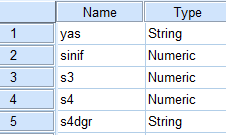 Name Type
1 yas String
2 sinif Numeric
3 s3 Numeric
4 s4 Numeric
5 s4dgr String